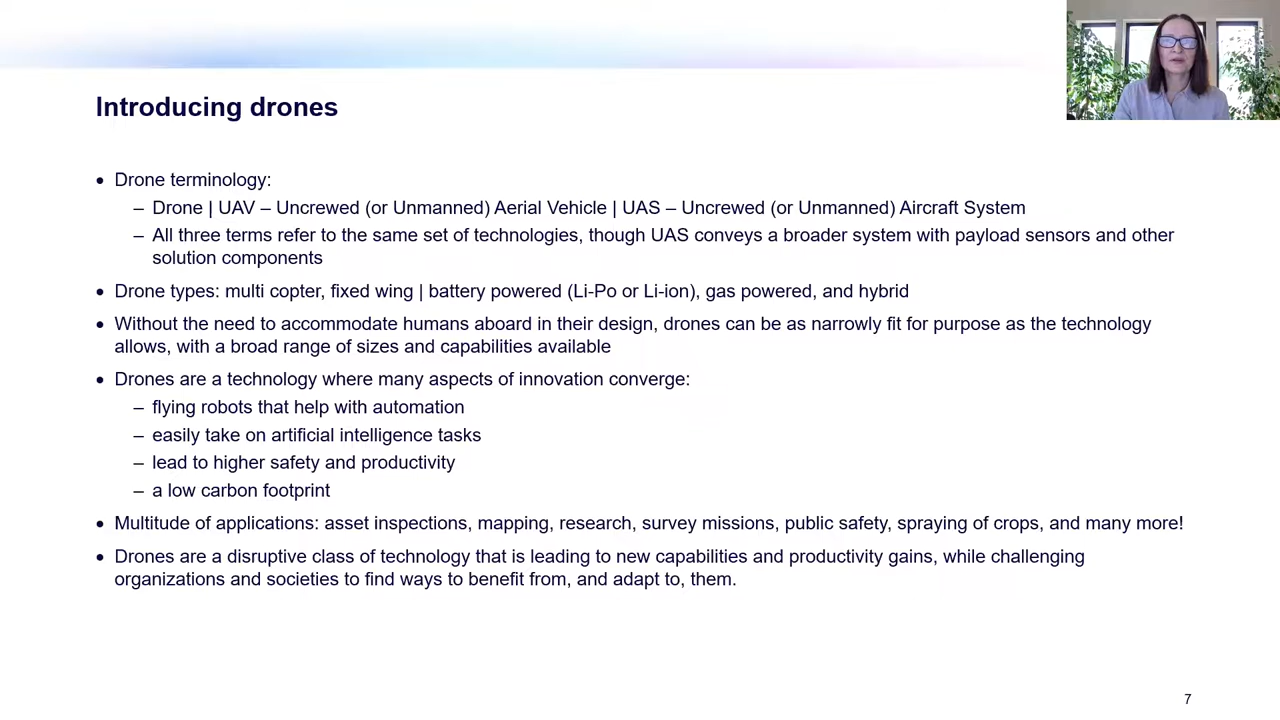 Introducing drones
• Drone terminology:
– Drone | UAV – Uncrewed (or Unmanned) Aerial Vehicle | UAS – Uncrewed (or Unmanned) Aircraft System
– All three terms refer to the same set of technologies, though UAS conveys a broader system with payload sensors and other
solution components
• Drone types: multi copter, fixed wing | battery powered (Li-Po or Li-ion), gas powered, and hybrid
• Without the need to accommodate humans aboard in their design, drones can be as narrowly fit for purpose as the technology
allows, with a broad range of sizes and capabilities available
• Drones are a technology where many aspects of innovation converge:
– flying robots that help with automation
– easily take on artificial intelligence tasks
– lead to higher safety and productivity
– a low carbon footprint
• Multitude of applications: asset inspections, mapping, research, survey missions, public safety, spraying of crops, and many more!
• Drones are a disruptive class of technology that is leading to new capabilities and productivity gains, while challenging
organizations and societies to find ways to benefit from, and adapt to, them.
7